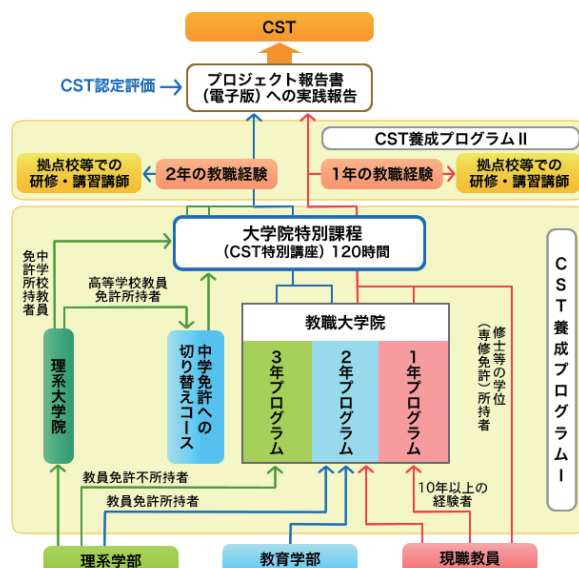 CST
CST認定評価
プロジェクト報告書
(電子版)への実践報告
CST養成プログラムⅡ
拠点校等での
研修・講習講師
2年の教職経験
1年の教職経験
拠点校等での
研修・講習講師
大学院特別課程
(CST特別講座)120時間
中学校教員
免許所持者
高等学校教員
免許所持者
理系大学院
中学免許への
切り替えコース
教職大学院
3年プログラム
2年プログラム
1年プログラム
修士等の学位
(専修免許)所持者
CST養成プログラムⅠ
教員免許不所持者
教員免許所持者
10年以上の
経験者
理系学部
教育学部
現職教員